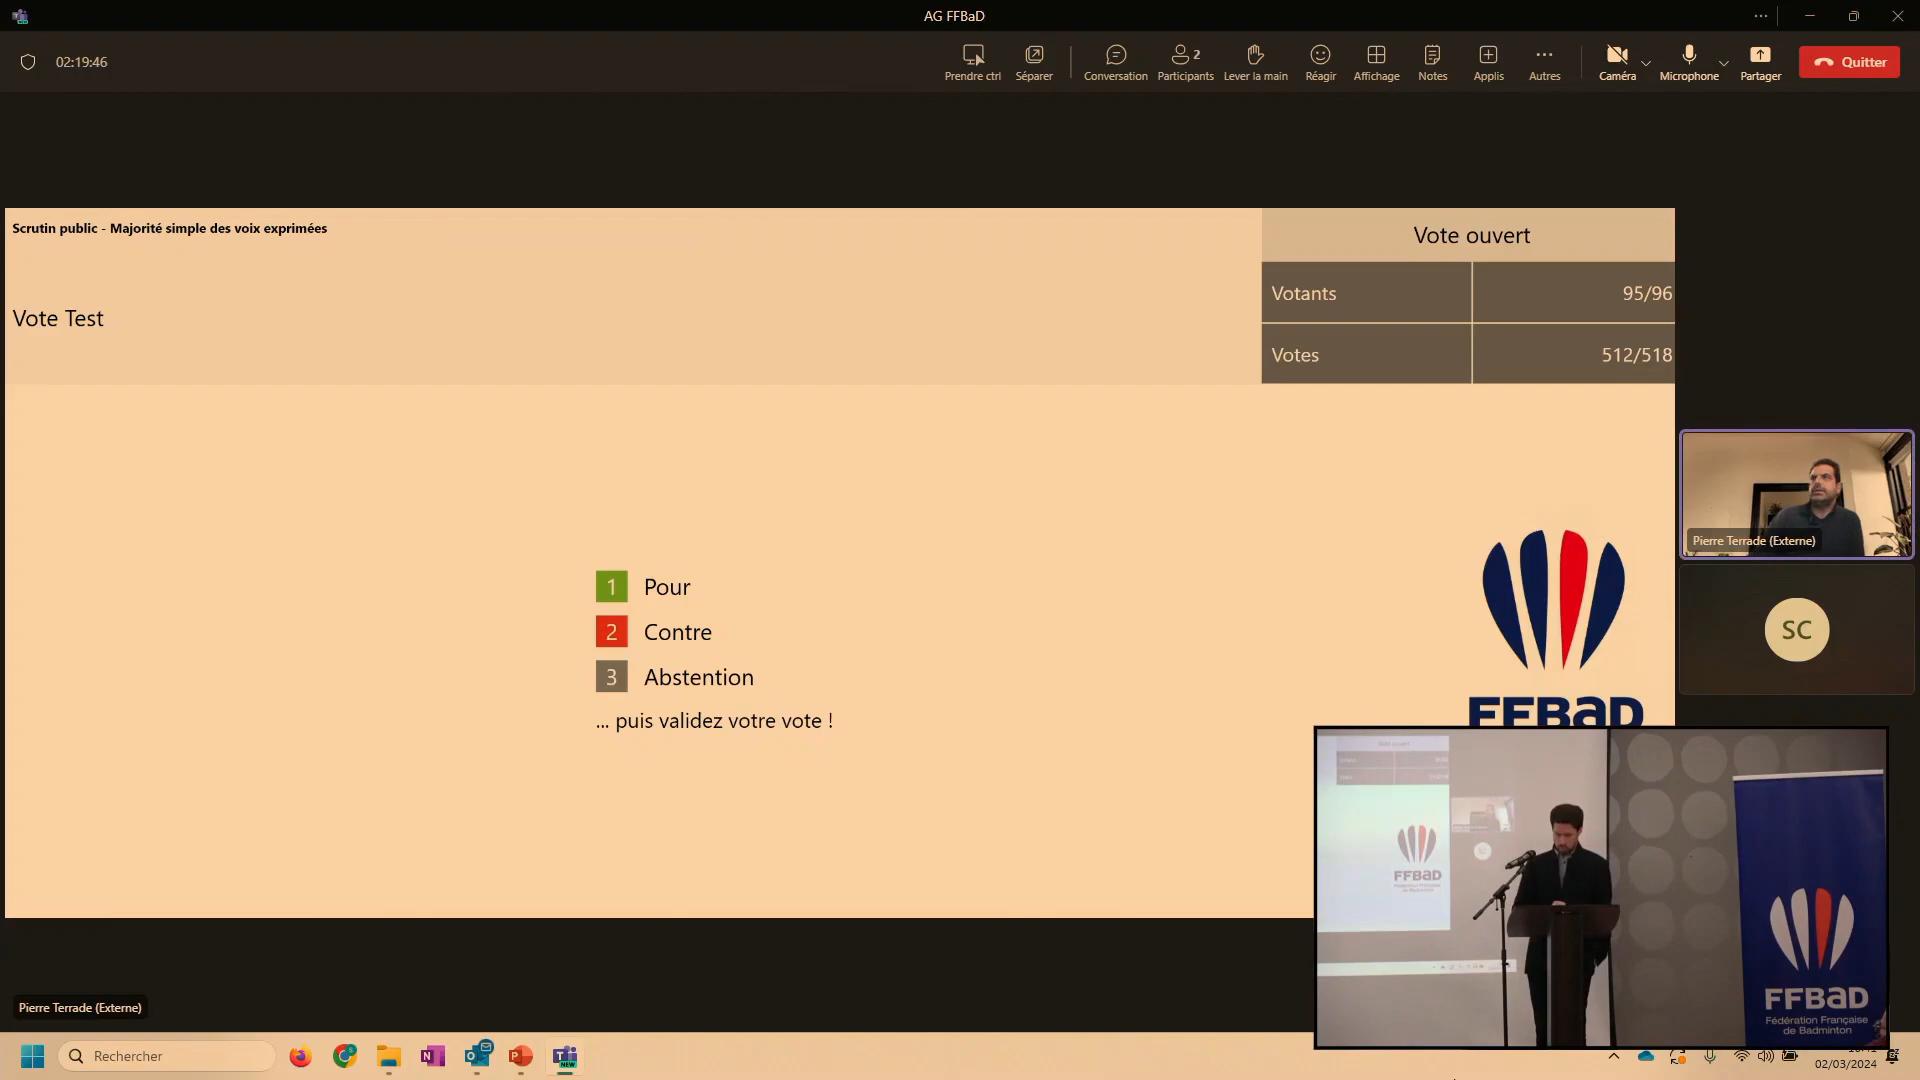 AG FFBaD
02:19:46
Prendre ctrl
Séparer
Conversation
2
Participants
Lever la main
Réagir
Affichage
Notes
Applis
Autres
Caméra
Microphone
Partager
Quitter
Scrutin public - Majorité simple des voix exprimées
Vote Test
Vote ouvert
Votants 95/96
Votes 512/518
1 Pour
2 Contre
3 Abstention
... puis validez votre vote !
FFBaD
Pierre Terrade (Externe)
SC
FFBaD
FFBaD
Fédération Française
de Badminton
Pierre Terrade (Externe)
Rechercher
NEW
02/03/2024